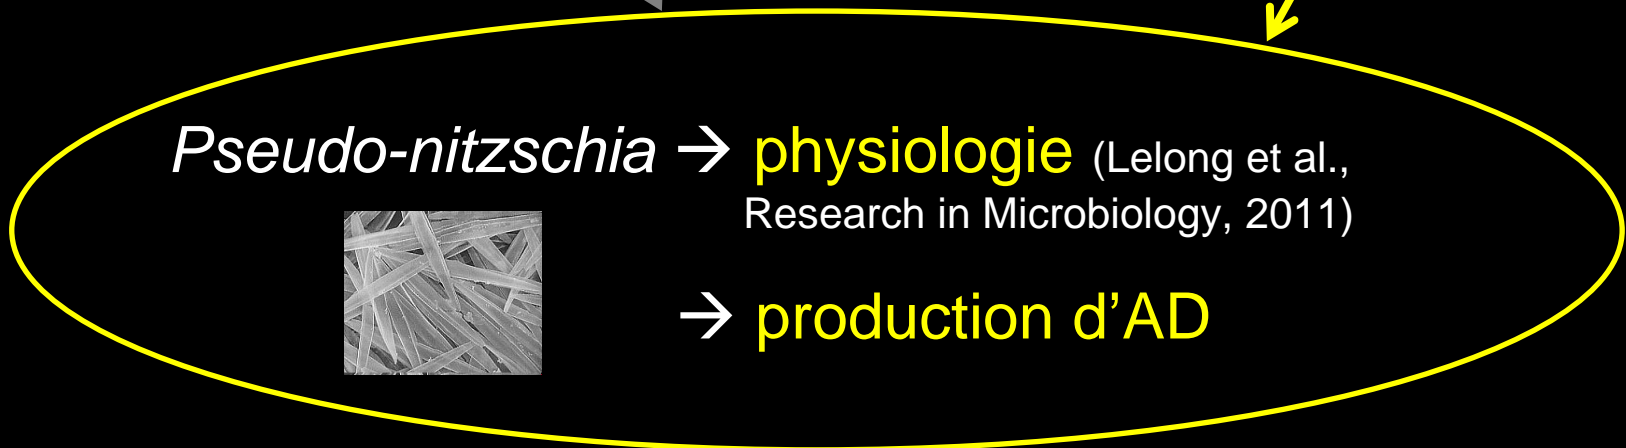 Pseudo-nitzschia → physiologie (Lelong et al.,
Research in Microbiology, 2011)
→ production d’AD